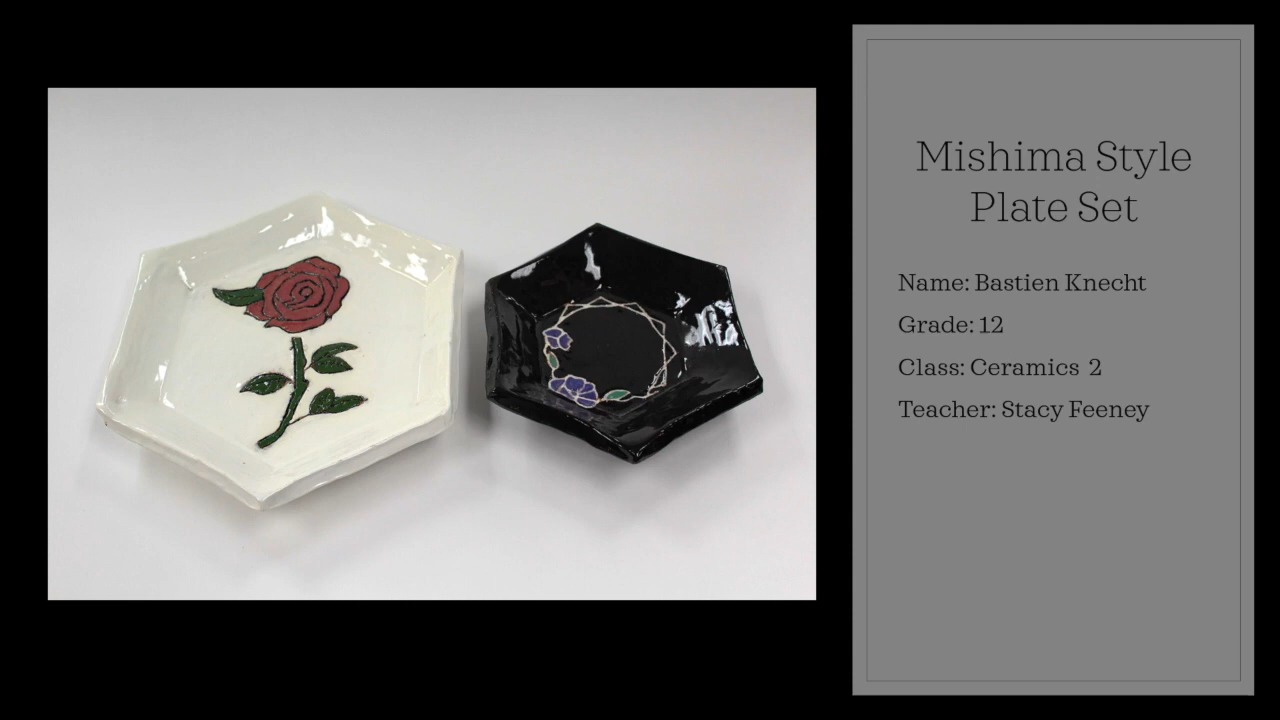 Mishima Style
Plate Set
Name: Bastien Knecht
Grade: 12
Class: Ceramics 2
Teacher: Stacy Feeney